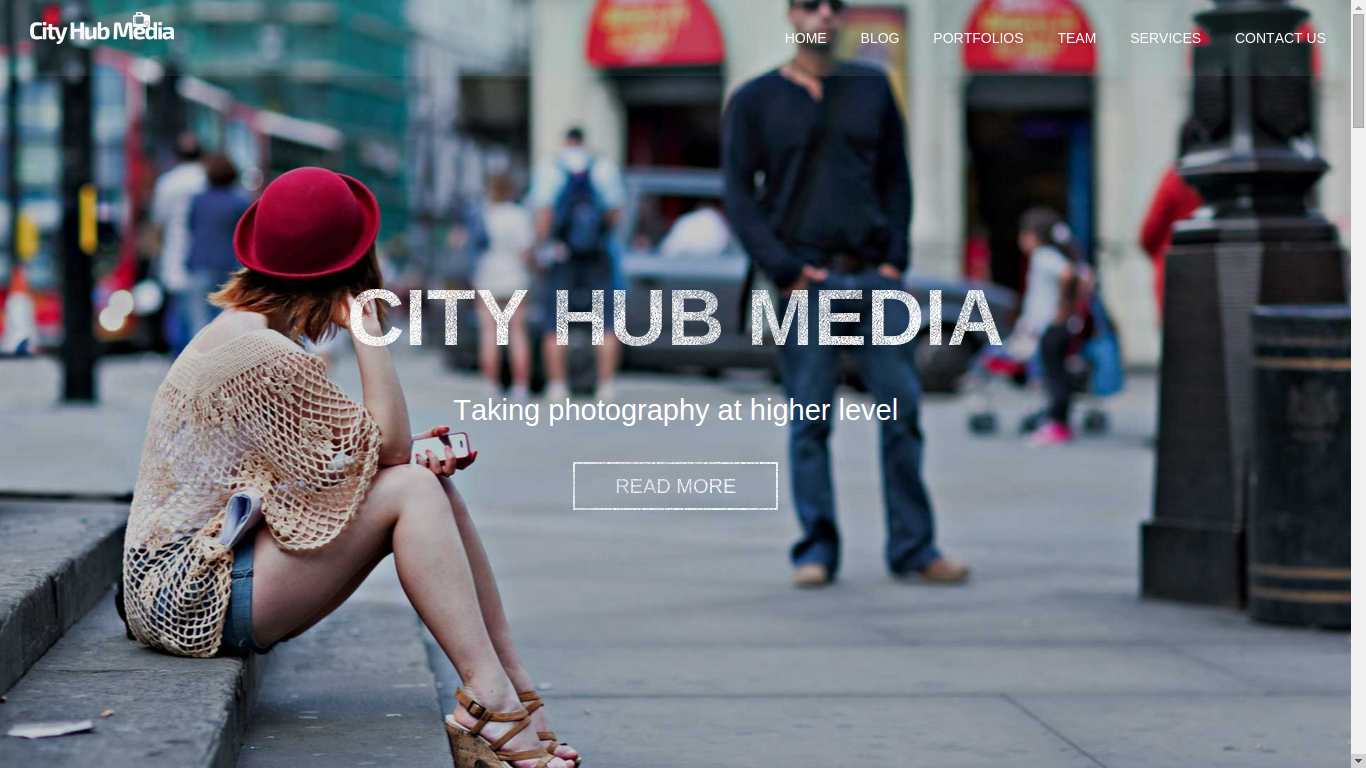 City Hub Media
HOME BLOG PORTFOLIOS TEAM SERVICES CONTACT US
CITY HUB MEDIA
Taking photography at higher level
READ MORE